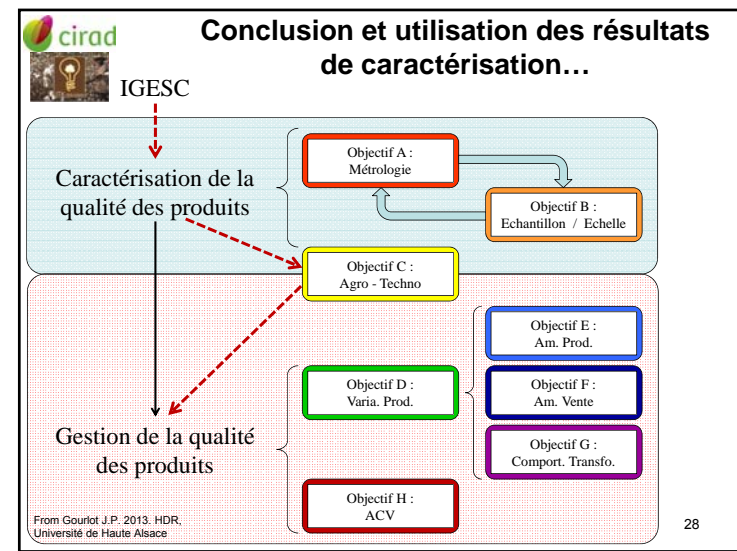 cirad
Conclusion et utilisation des résultats
de caractérisation…
IGESC
Caractérisation de la
qualité des produits
Objectif A :
Métrologie
Objectif B :
Echantillon / Echelle
Objectif C :
Agro - Techno
Objectif E :
Am. Prod.
Objectif D :
Varia. Prod.
Objectif F :
Am. Vente
Gestion de la qualité
des produits
Objectif G :
Comport. Transfo.
Objectif H :
ACV
From Gourlot J.P. 2013. HDR,
Université de Haute Alsace
28